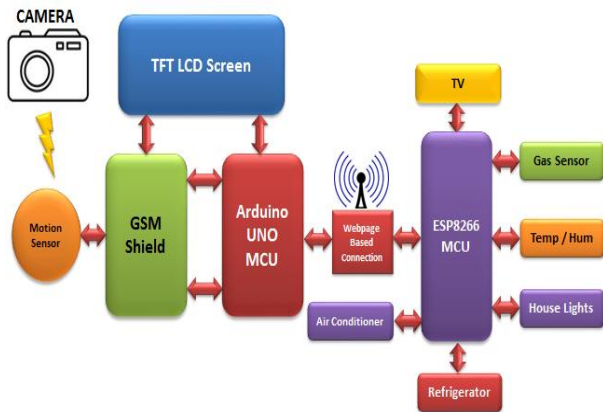 CAMERA
TFT LCD Screen
TV
Gas Sensor
GSM
Shield
Arduino
UNO
MCU
Motion
Sensor
Webpage
Based
Connection
ESP8266
MCU
Temp / Hum
Air Conditioner
House Lights
Refrigerator